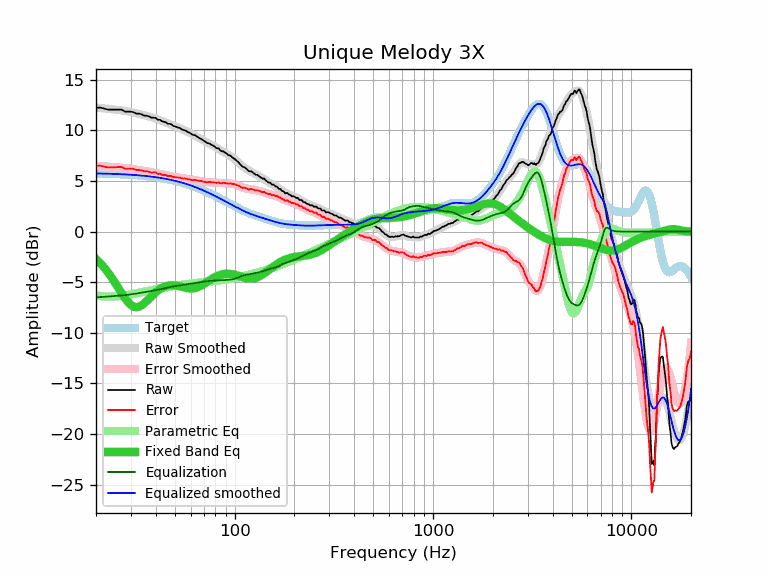 Unique Melody 3X
15
10
5
0
−5
−10
−15
−20
−25
Amplitude (dBr)
Target
Raw Smoothed
Error Smoothed
Raw
Error
Parametric Eq
Fixed Band Eq
Equalization
Equalized smoothed
100
1000
10000
Frequency (Hz)